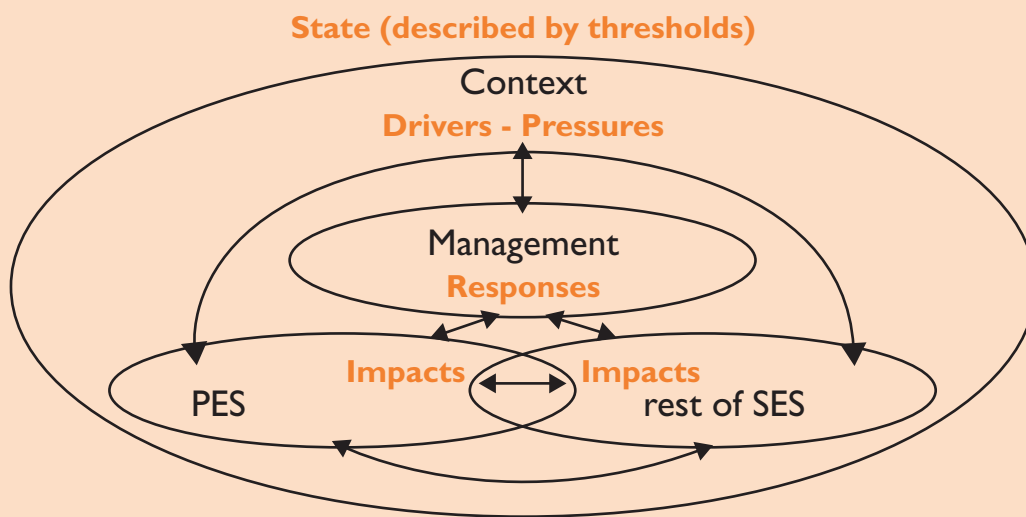 State (described by thresholds)
Context
Drivers - Pressures
Management
Responses
Impacts
Impacts
PES
rest of SES